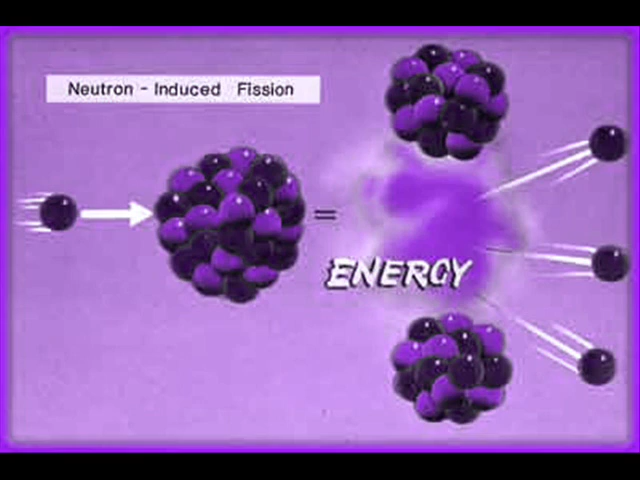 Neutron - Induced Fission
=
ENERGY